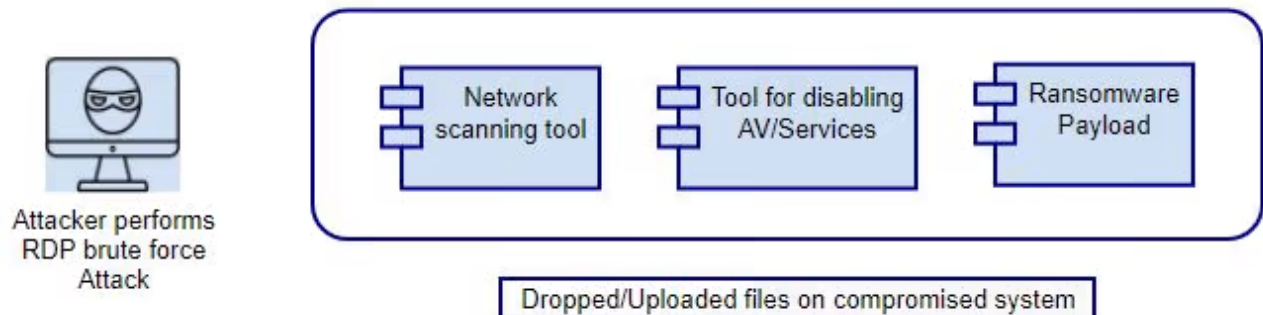 Attacker performs
RDP brute force
Attack
Network
scanning tool
Tool for disabling
AV/Services
Ransomware
Payload
Dropped/Uploaded files on compromised system